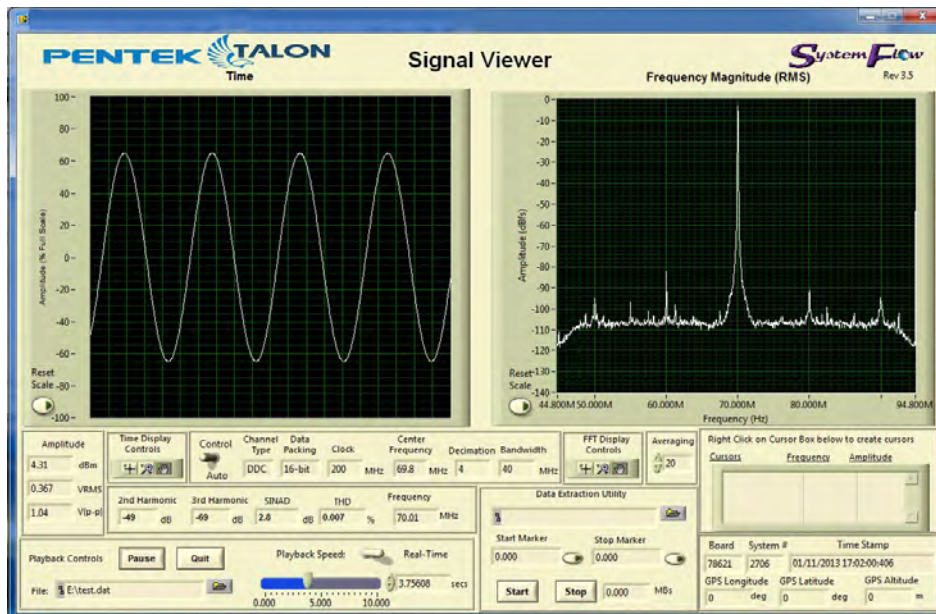 PENTEK TALON
Signal Viewer
SystemFlow
Rev 3.5
Time
Amplitude (% Full Scale)
100
80
60
40
20
0
-20
-40
-60
-80
-100
Reset
Scale
Frequency Magnitude (RMS)
Amplitude (dBfs)
0
-10
-20
-30
-40
-50
-60
-70
-80
-90
-100
-110
-120
-130
-140
Reset
Scale
44.800M 50.000M 60.000M 70.000M 80.000M 94.800M
Frequency (Hz)
Amplitude
4.31 dBm
0.367 VRMS
1.04 V(p-p)
Time Display
Controls
Control
Auto
Channel
Type
DDC
Data
Packing
16-bit
Clock
200 MHz
Center
Frequency
69.8 MHz
Decimation
4
Bandwidth
40 MHz
FFT Display
Controls
Averaging
20
Right Click on Cursor Box below to create cursors
Cursors Frequency Amplitude
2nd Harmonic 3rd Harmonic SINAD THD Frequency
-49 dB -69 dB 2.8 dB 0.007 % 70.01 MHz
Data Extraction Utility
Start Marker Stop Marker
0.000 0.000
Start Stop 0.000 MBs
Playback Controls Pause Quit
File: E:\test.dat
Playback Speed: Real-Time
0.000 5.000 10.000
3.75608 secs
Board System # Time Stamp
78621 2706 01/11/2013 17:02:00:406
GPS Longitude GPS Latitude GPS Altitude
0 deg 0 deg 0 m